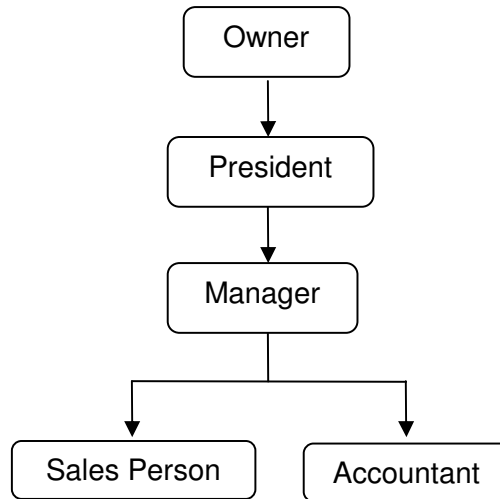 Owner
President
Manager
Sales Person
Accountant